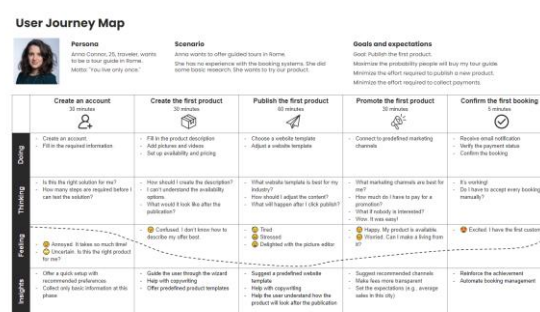 User Journey Map
Persona
Anna Connor, 26, traveler, wants
to be a tour guide in Rome.
Motto: "You live only once."
Scenario
Anna wants to offer guided tours in Rome.
She has no experience with the booking systems. She did
some basic research. She wants to try our product.
Goals and expectations
Goal: Publish the first product.
Maximize the probability people will buy my tour guide
Minimize the effort required to publish a new product.
Minimize the effort required to collect payments.
Create an account
30 minutes
Create the first product
30 minutes
Publish the first product
60 minutes
Promote the first product
30 minutes
Confirm the first booking
5 minutes
Doing
- Create an account
- Fill in the required information
- Fill in the product description
- Add pictures and videos
- Set up availability and pricing
- Choose a website template
- Adjust a website template
- Connect to predefined marketing
channels
- Receive email notification
- Verify the payment status
- Confirm the booking
Thinking
- Is this the right solution for me?
- How many steps are required before I
can test the solution?
- How should I create the description?
- I can't understand the availability
options.
- What would it look like after the
publication?
- What website template is best for my
industry?
- How should I adjust the content?
- What will happen after I click publish?
- What marketing channels are best for
me?
- How much do I have to pay for a
promotion?
- What if nobody is interested?
- Wow. It was easy!
- It's working!
- Do I have to accept every booking
manually?
Feeling
- Annoyed. It takes so much time!
- Uncertain. Is this the right product
for me?
- Confused. I don't know how to
describe my offer best.
- Tired
- Stressed
- Delighted with the picture editor
- Happy. My product is available.
- Worried. Can I make a living from
it?
- Excited. I have the first custom
Insights
- Offer a quick setup with
recommended preferences
- Collect only basic information at this
phase
- Guide the user through the wizard
- Help with copywriting
- Offer predefined product templates
- Suggest a predefined website
template
- Help with copywriting
- Help the user understand how the
product will look after the publication
- Suggest recommended channels
- Make fees more transparent
- Set the expectations (e.g., average
sales in this city)
- Reinforce the achievement
- Automate booking management